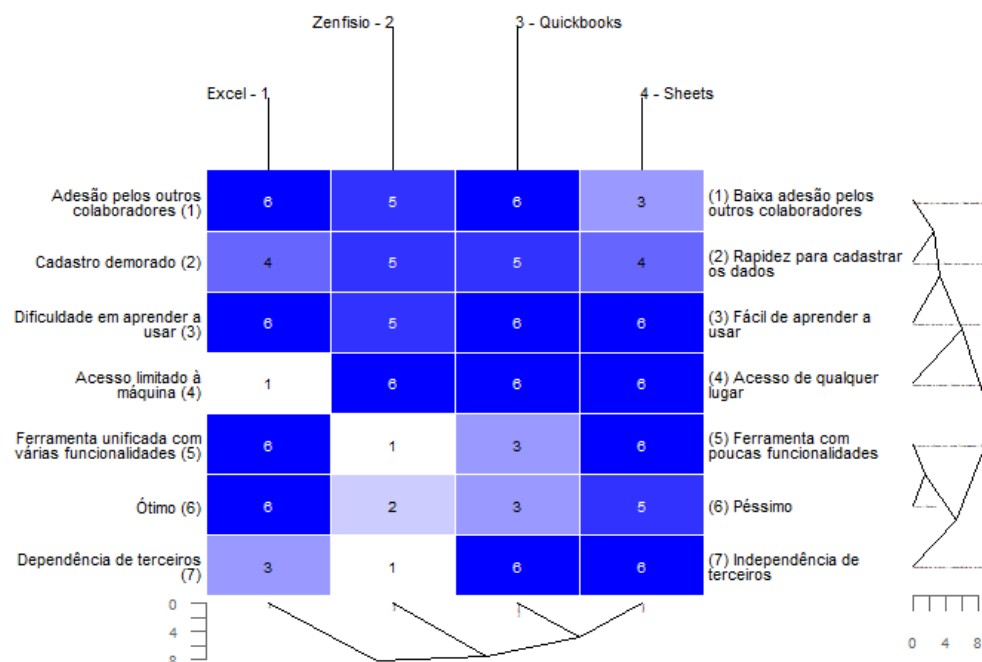 Zenfisio - 2
3 - Quickbooks
Excel - 1
4 - Sheets
Adesão pelos outros
colaboradores (1)
6
5
6
3
(1) Baixa adesão pelos
outros colaboradores
Cadastro demorado (2)
4
5
5
4
(2) Rapidez para cadastrar
os dados
Dificuldade em aprender a
usar (3)
6
5
6
6
(3) Fácil de aprender a
usar
Acesso limitado à
máquina (4)
1
6
6
6
(4) Acesso de qualquer
lugar
Ferramenta unificada com
várias funcionalidades (5)
6
1
3
6
(5) Ferramenta com
poucas funcionalidades
Ótimo (6)
6
2
3
5
(6) Péssimo
Dependência de terceiros
(7)
3
1
6
6
(7) Independência de
terceiros
0
4
8
0 4 8